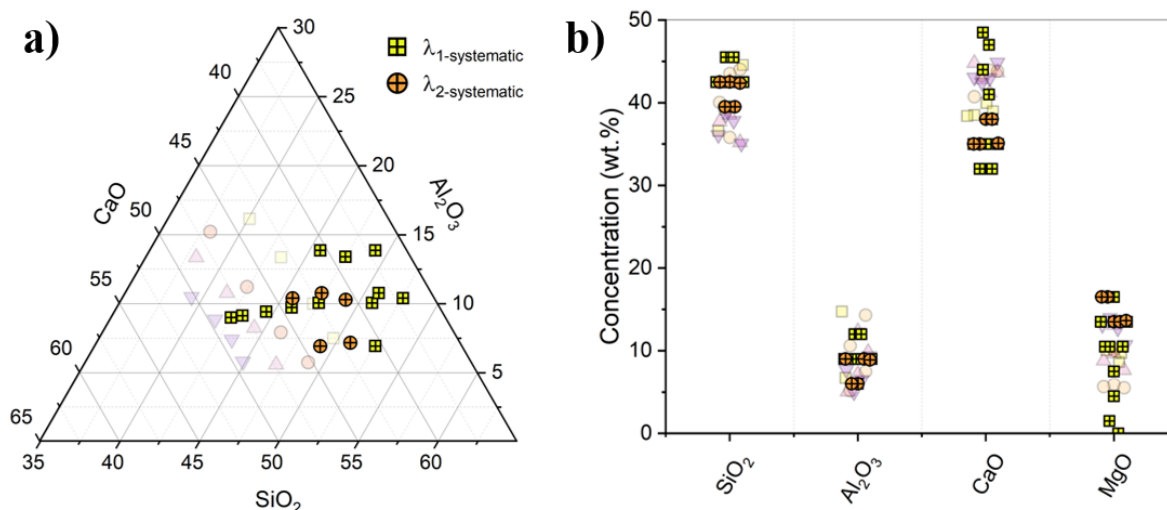 a)
λ1-systematic
λ2-systematic
30
25
20
15
10
5
Al2O3
40
45
50
55
60
65
CaO
35 40 45 50 55 60
SiO2
b)
50
40
30
20
10
0
Concentration (wt.%)
SiO2 Al2O3 CaO MgO